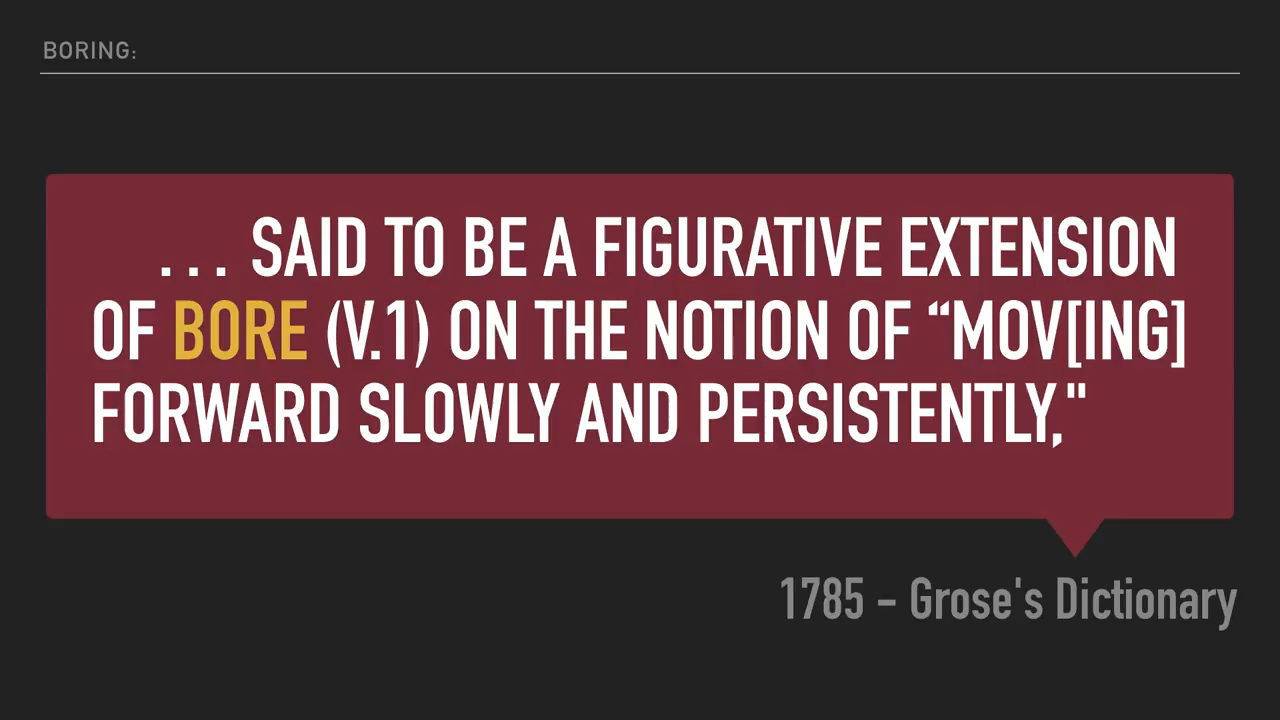 BORING:
... SAID TO BE A FIGURATIVE EXTENSION
OF BORE (V.1) ON THE NOTION OF “MOV[ING]
FORWARD SLOWLY AND PERSISTENTLY,"
1785 - Grose's Dictionary